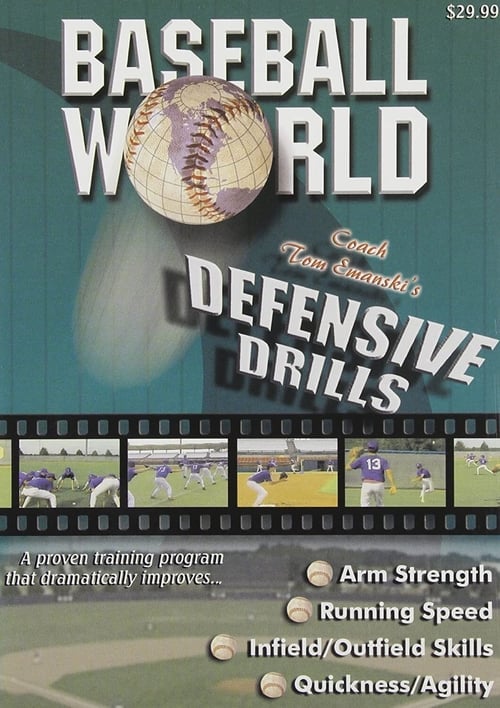 $29.99
BASEBALL
WORLD
Coach
Tom Emanski's
DEFENSIVE
DRILLS
13
A proven training program
that dramatically improves...
Arm Strength
Running Speed
Infield/Outfield Skills
Quickness/Agility